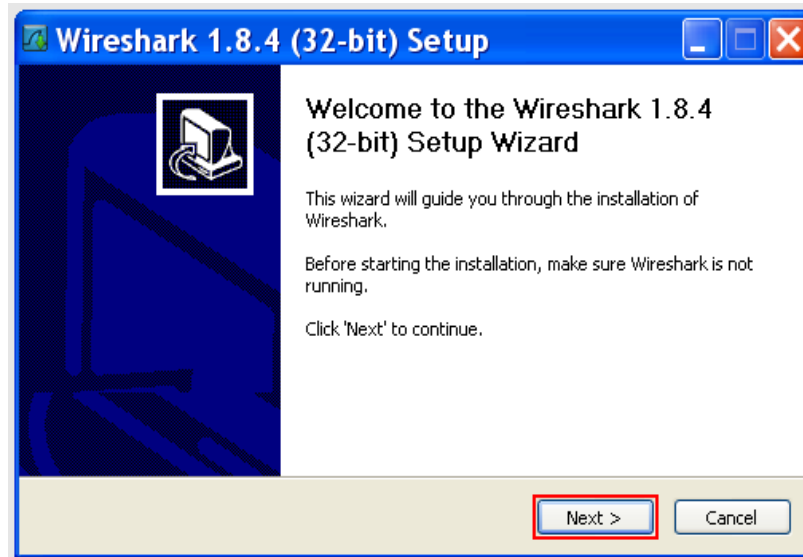 Wireshark 1.8.4 (32-bit) Setup
Welcome to the Wireshark 1.8.4
(32-bit) Setup Wizard
This wizard will guide you through the installation of
Wireshark.
Before starting the installation, make sure Wireshark is not
running.
Click 'Next' to continue.
Next >
Cancel